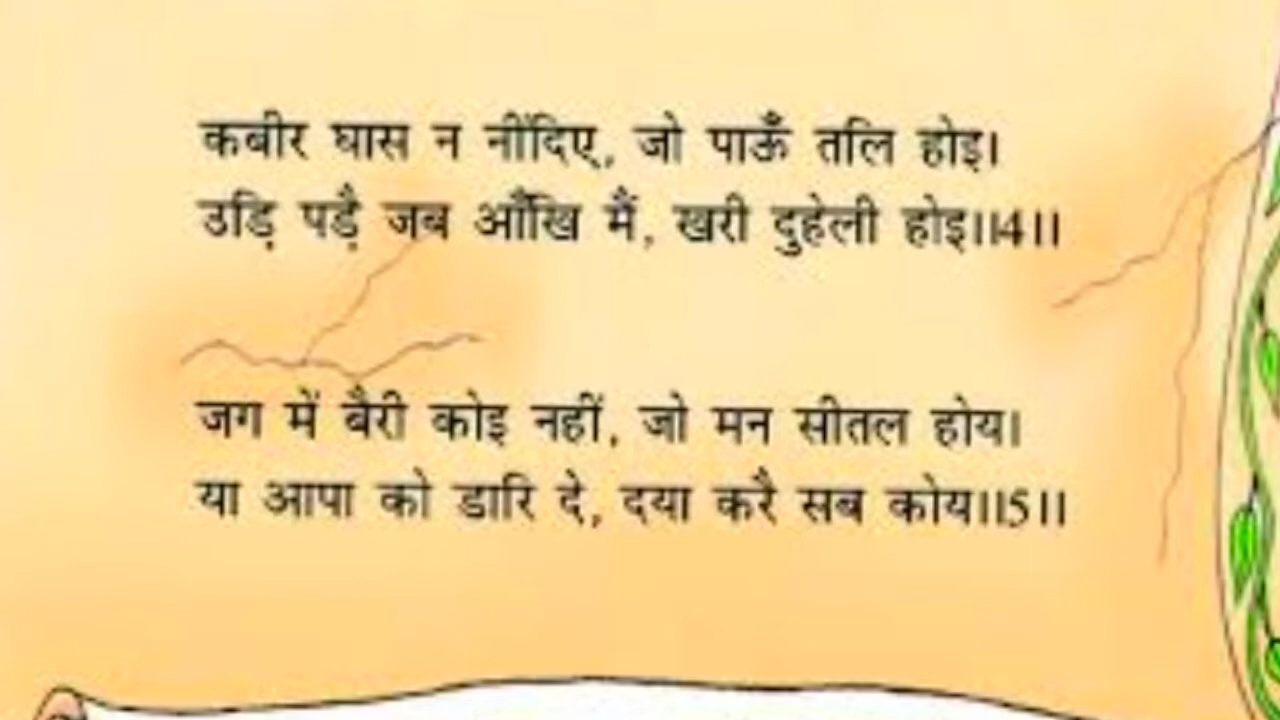 कबीर घास न नींदिए, जो पाऊँ तलि होइ।
उड़ि पड़ै जब आँखि मैं, खरी दुहेली होइ।।4।।
जग में बैरी कोइ नहीं, जो मन सीतल होय।
या आपा को डारि दे, दया करै सब कोय।।5।।